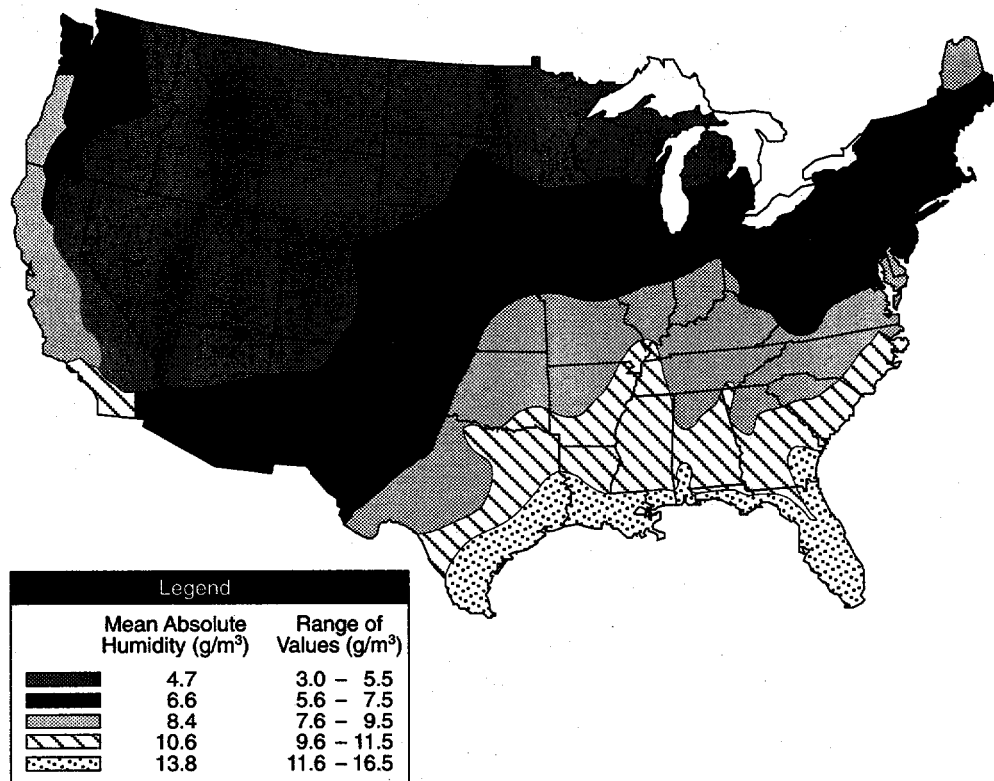 Legend
Mean Absolute Humidity (g/m³) Range of Values (g/m³)
4.7 3.0 – 5.5
6.6 5.6 – 7.5
8.4 7.6 – 9.5
10.6 9.6 – 11.5
13.8 11.6 – 16.5